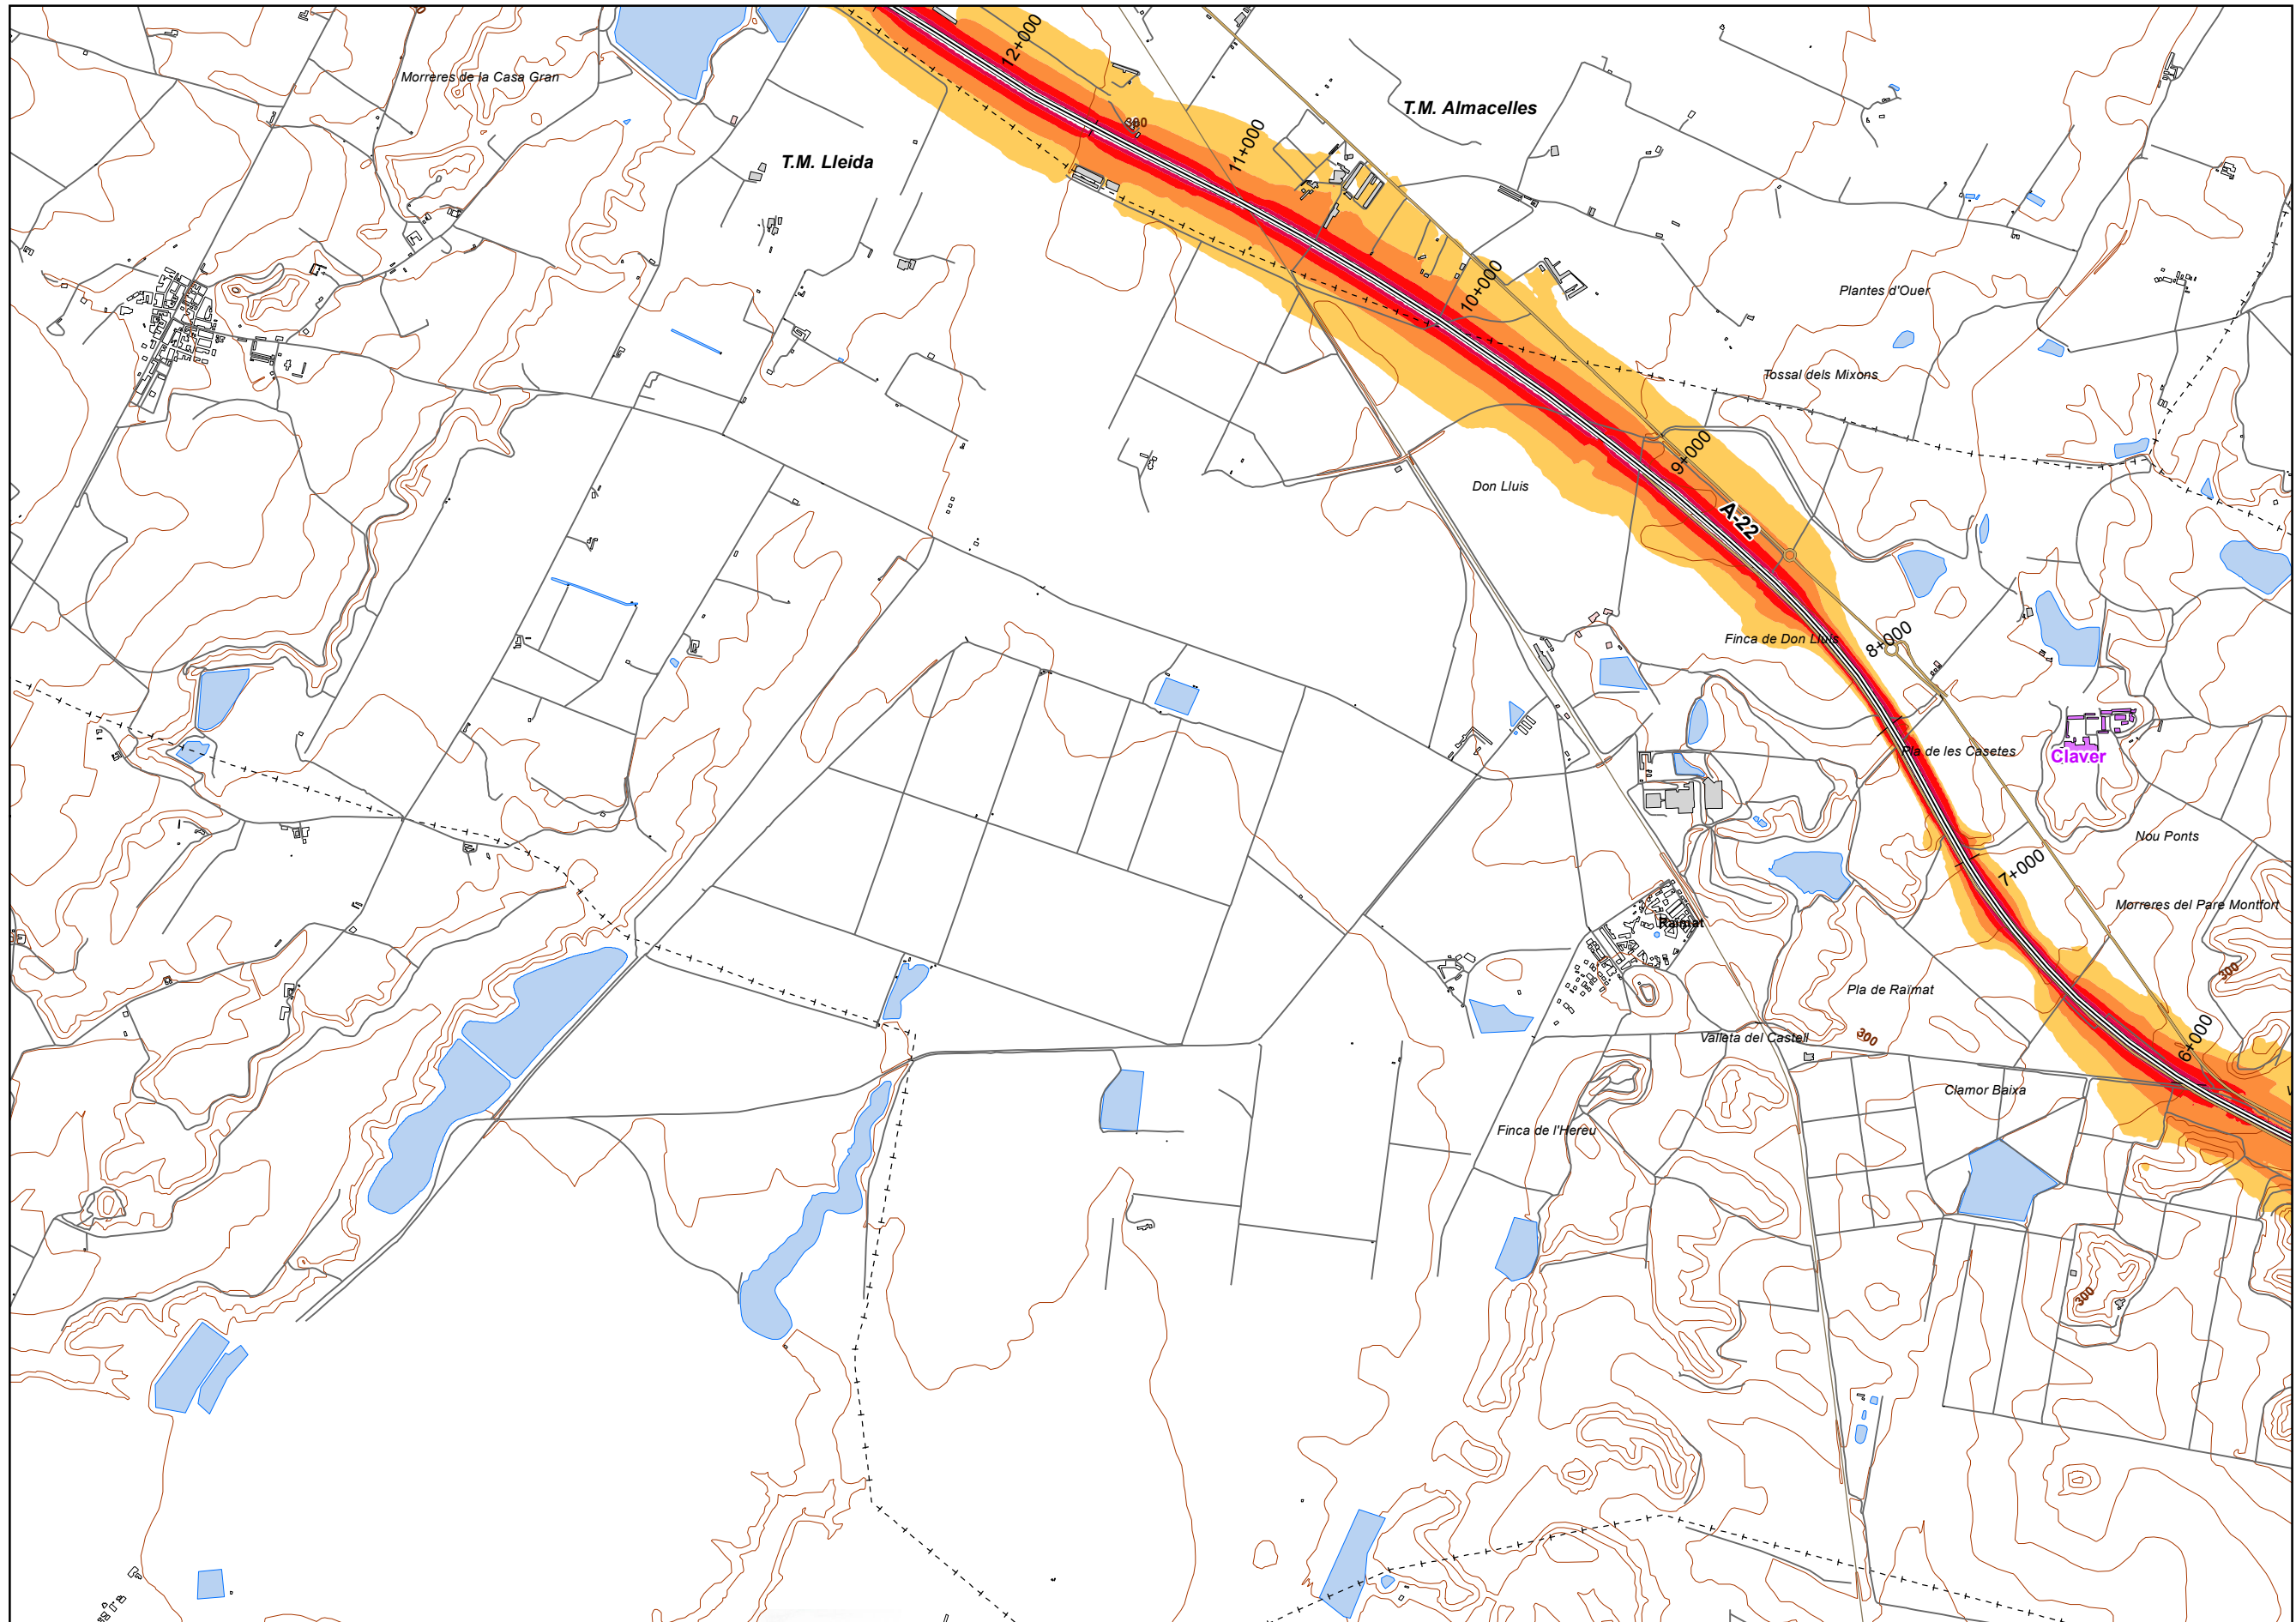 12+000
Morreres de la Casa Gran
T.M. Almacelles
300
11+000
T.M. Lleida
10+000
Plantes d'Ouer
Tossal dels Mixons
9+000
Don Lluis
A-22
Finca de Don Lluis
8+000
Pla de les Casetes
Claver
Nou Ponts
7+000
Morreres del Pare Montfort
Raimat
300
Pla de Raïmat
Valleta del Castell
300
6+000
Clamor Baixa
Finca de l'Hereu
300